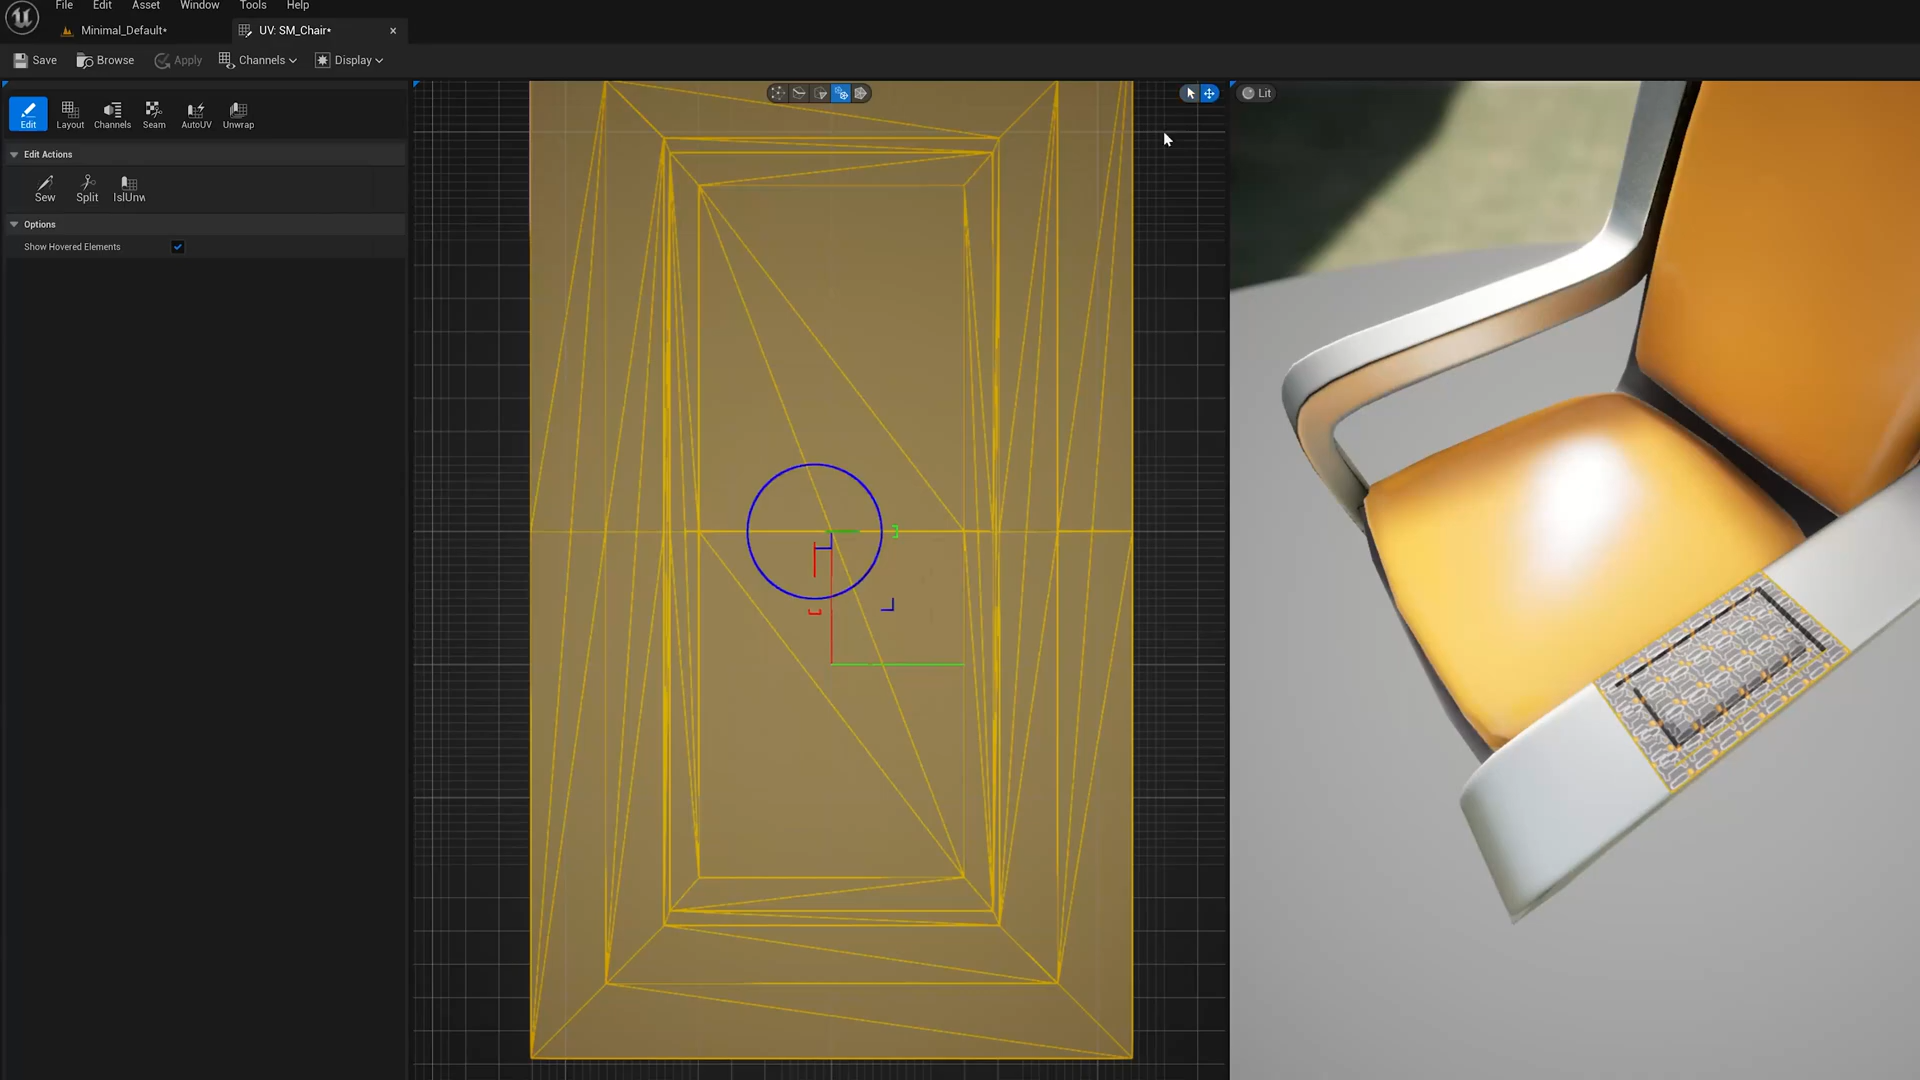 File Edit Asset Window Tools Help
Minimal_Default* UV: SM_Chair*
Save Browse Apply Channels Display
Lit
Edit Layout Channels Seam AutoUV Unwrap
Edit Actions
Sew Split IslUnw
Options
Show Hovered Elements